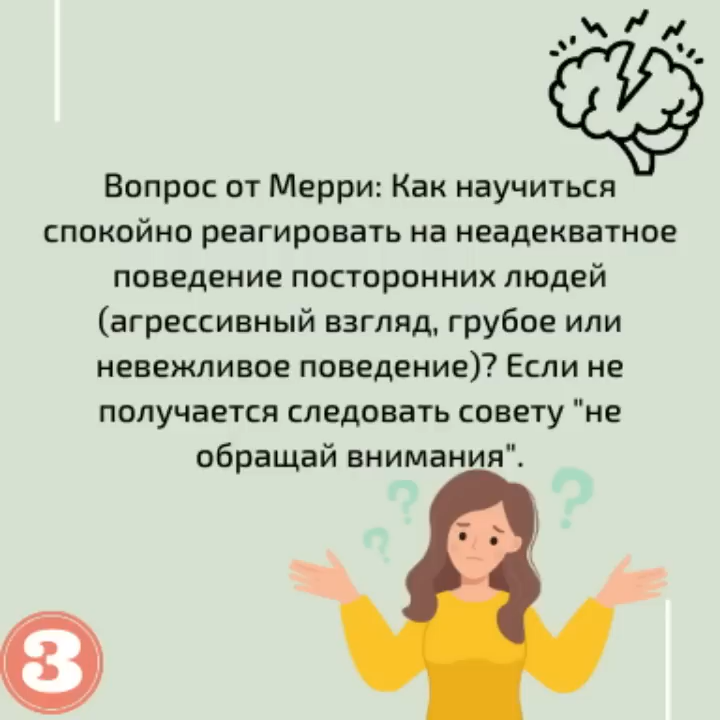 Вопрос от Мерри: Как научиться
спокойно реагировать на неадекватное
поведение посторонних людей
(агрессивный взгляд, грубое или
невежливое поведение)? Если не
получается следовать совету "не
обращай внимания".
? ?
?
3